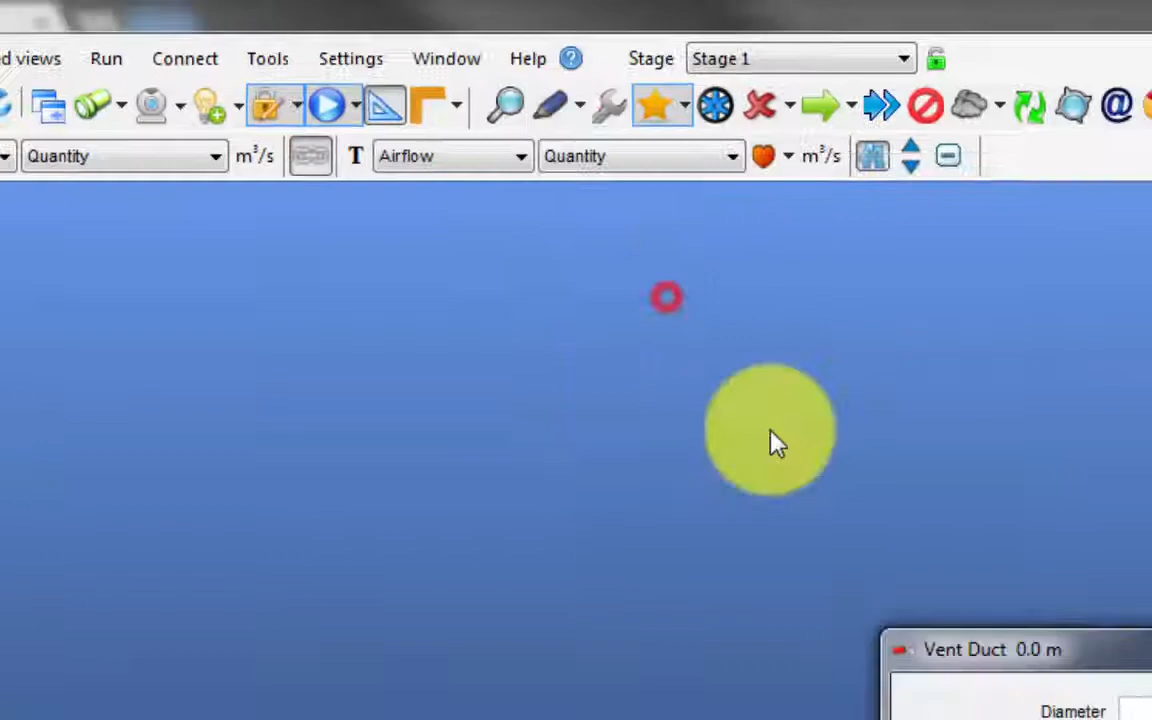 ed views Run Connect Tools Settings Window Help ? Stage Stage 1
@
Quantity m³/s T Airflow Quantity m³/s
Vent Duct 0.0 m
Diameter